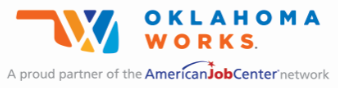 OKLAHOMA
WORKS.
A proud partner of the AmericanJobCenter network